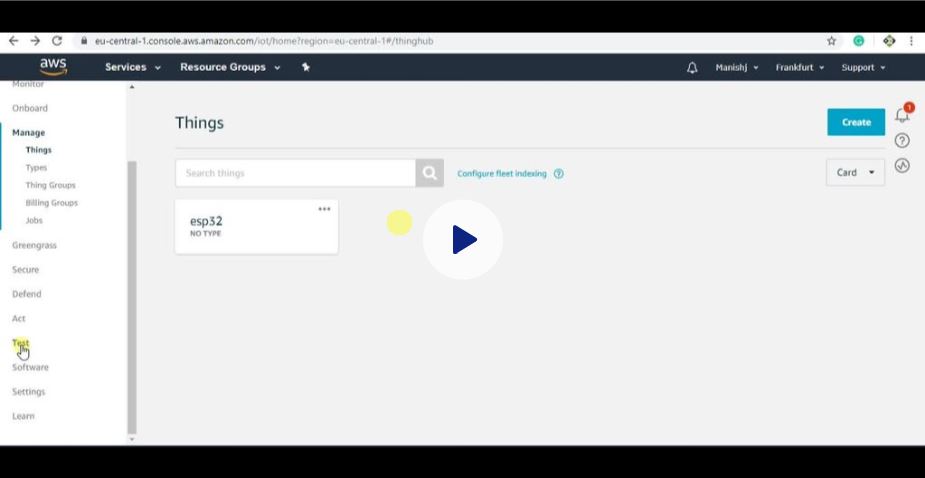 eu-central-1.console.aws.amazon.com/iot/home?region=eu-central-1#/thinghub
aws Services Resource Groups Manishj Frankfurt Support
Monitor
Onboard
Manage
Things
Types
Thing Groups
Billing Groups
Jobs
Greengrass
Secure
Defend
Act
Test
Software
Settings
Learn
Things
Create
1
Search things
Configure fleet indexing
Card
esp32
NO TYPE